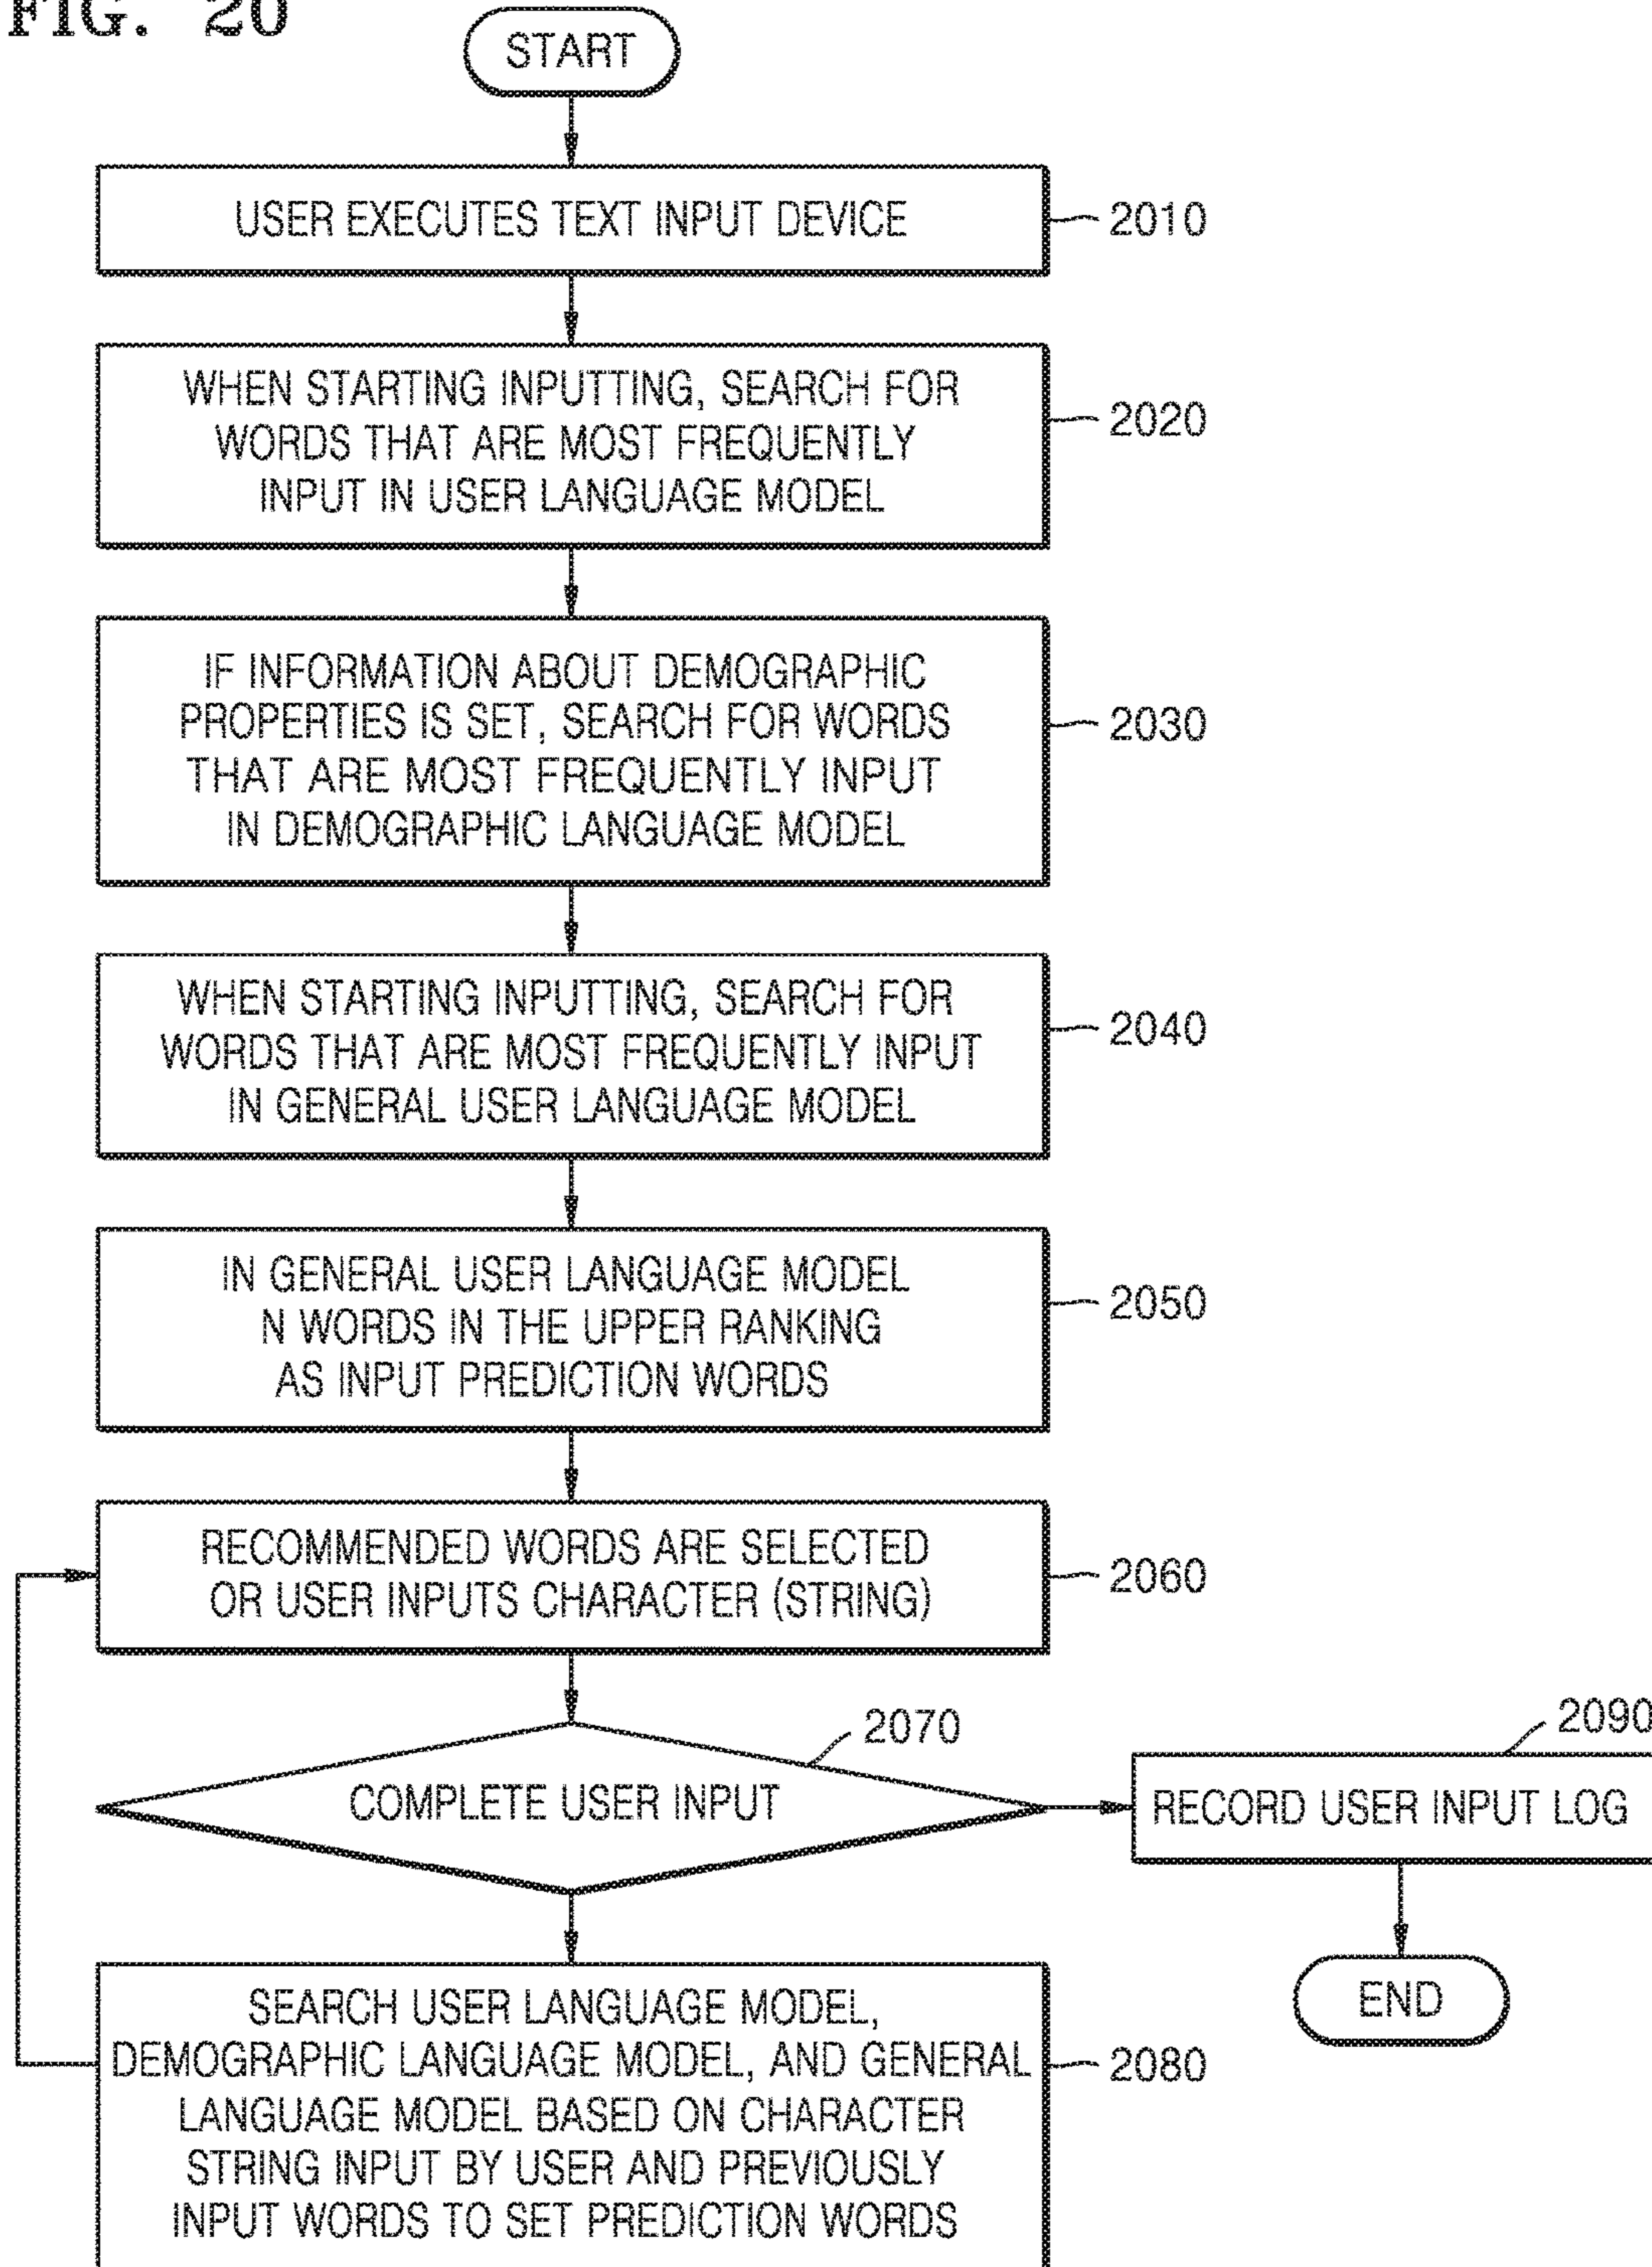 FIG. 20
START
USER EXECUTES TEXT INPUT DEVICE
2010
WHEN STARTING INPUTTING, SEARCH FOR
WORDS THAT ARE MOST FREQUENTLY
INPUT IN USER LANGUAGE MODEL
2020
IF INFORMATION ABOUT DEMOGRAPHIC
PROPERTIES IS SET, SEARCH FOR WORDS
THAT ARE MOST FREQUENTLY INPUT
IN DEMOGRAPHIC LANGUAGE MODEL
2030
WHEN STARTING INPUTTING, SEARCH FOR
WORDS THAT ARE MOST FREQUENTLY INPUT
IN GENERAL USER LANGUAGE MODEL
2040
IN GENERAL USER LANGUAGE MODEL
N WORDS IN THE UPPER RANKING
AS INPUT PREDICTION WORDS
2050
RECOMMENDED WORDS ARE SELECTED
OR USER INPUTS CHARACTER (STRING)
2060
COMPLETE USER INPUT
2070
RECORD USER INPUT LOG
2090
END
SEARCH USER LANGUAGE MODEL,
DEMOGRAPHIC LANGUAGE MODEL, AND GENERAL
LANGUAGE MODEL BASED ON CHARACTER
STRING INPUT BY USER AND PREVIOUSLY
INPUT WORDS TO SET PREDICTION WORDS
2080